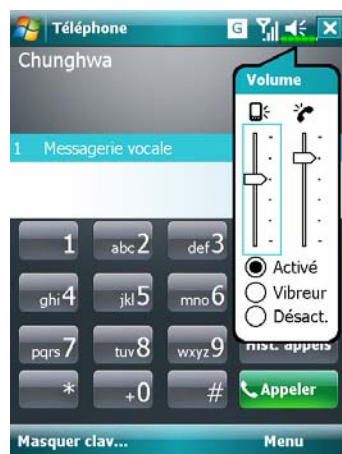 Téléphone G
Chunghwa
Volume
1 Messagerie vocale
Activé
Vibreur
Désact.
1 abc2 def3
ghi4 jkl5 mno6
pqrs7 tuv8 wxyz9 Hist. appels
* +0 # Appeler
Masquer clav... Menu